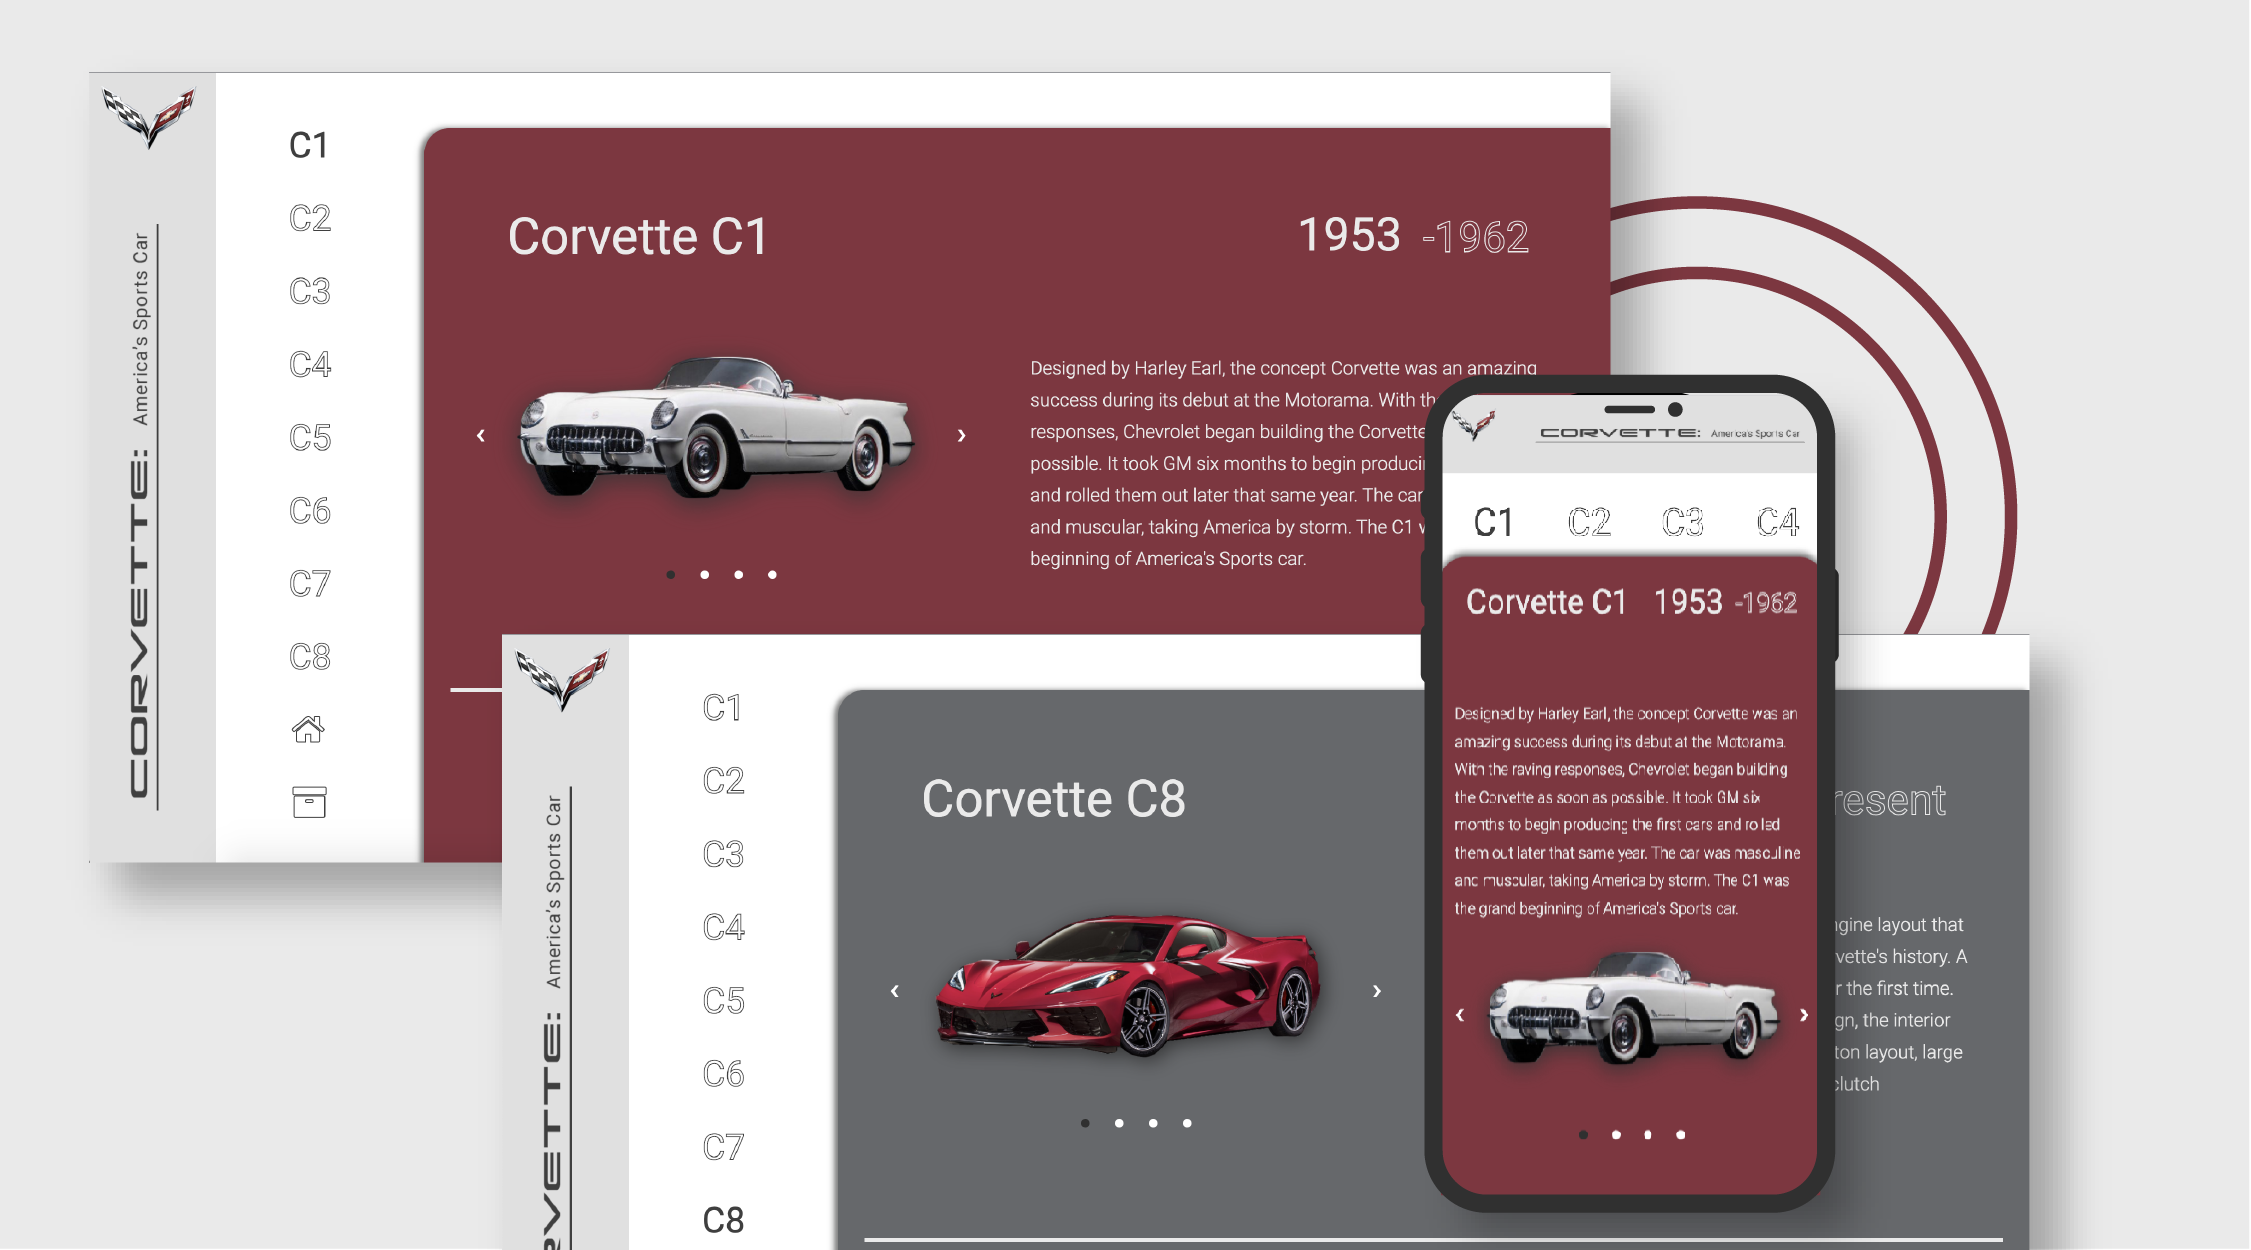 CORVETTE: America's Sports Car
C1
C2
C3
C4
C5
C6
C7
C8
Corvette C1
1953 -1962
Designed by Harley Earl, the concept Corvette was an amazing
success during its debut at the Motorama. With th
responses, Chevrolet began building the Corvette
possible. It took GM six months to begin produci
and rolled them out later that same year. The car
and muscular, taking America by storm. The C1
beginning of America's Sports car.
CORVETTE: America's Sports Car
C1 C2 C3 C4
Corvette C1 1953 -1962
Designed by Harley Earl, the concept Corvette was an
amazing success during its debut at the Motorama.
With the raving responses, Chevrolet began building
the Corvette as soon as possible. It took GM six
months to begin producing the first cars and rolled
them out later that same year. The car was masculine
and muscular, taking America by storm. The C1 was
the grand beginning of America's Sports car.
RVETTE: America's Sports Car
C1
C2
C3
C4
C5
C6
C7
C8
Corvette C8
resent
gine layout that
vette's history. A
r the first time.
gn, the interior
ton layout, large
clutch